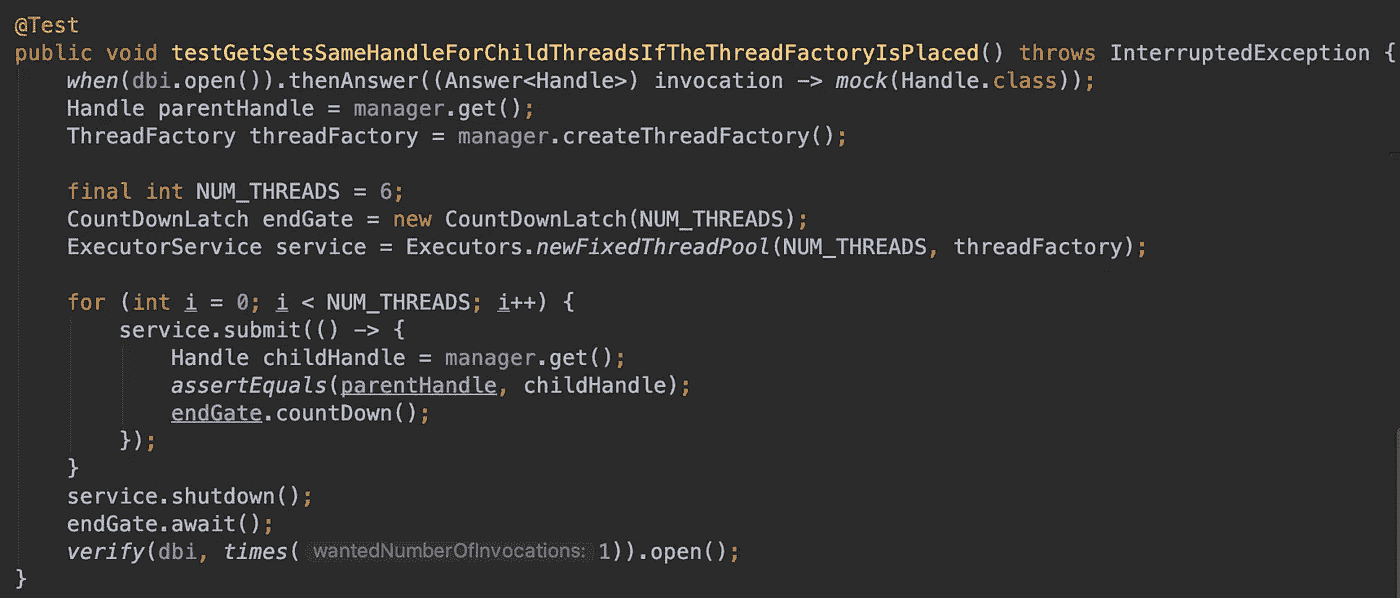 @Test
public void testGetSetsSameHandleForChildThreadsIfTheThreadFactoryIsPlaced() throws InterruptedException {
    when(dbi.open()).thenAnswer((Answer<Handle>) invocation -> mock(Handle.class));
    Handle parentHandle = manager.get();
    ThreadFactory threadFactory = manager.createThreadFactory();

    final int NUM_THREADS = 6;
    CountDownLatch endGate = new CountDownLatch(NUM_THREADS);
    ExecutorService service = Executors.newFixedThreadPool(NUM_THREADS, threadFactory);

    for (int i = 0; i < NUM_THREADS; i++) {
        service.submit(() -> {
            Handle childHandle = manager.get();
            assertEquals(parentHandle, childHandle);
            endGate.countDown();
        });
    }
    service.shutdown();
    endGate.await();
    verify(dbi, times( wantedNumberOfInvocations: 1)).open();
}